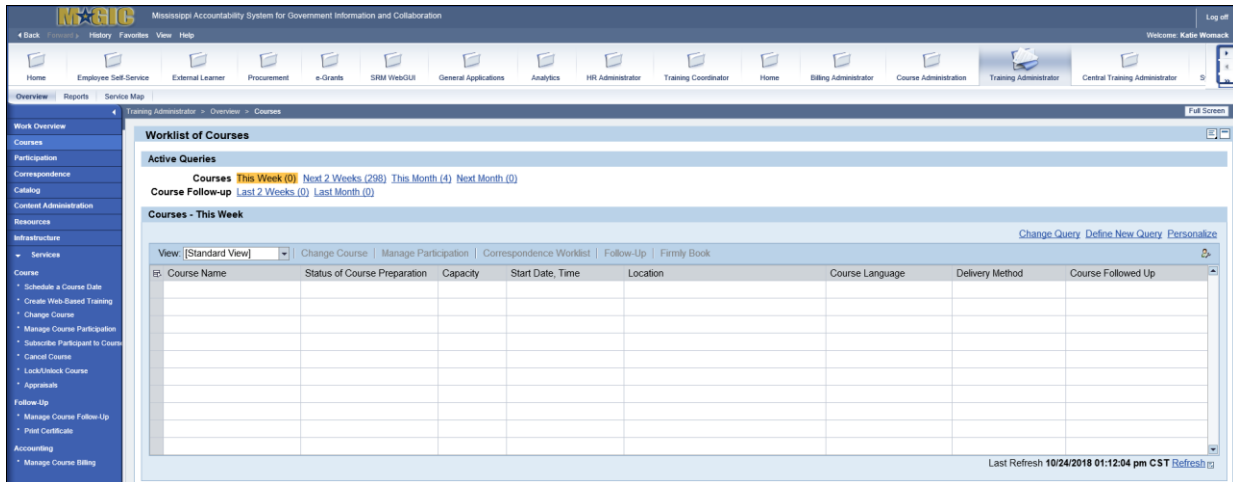 MAGIC Mississippi Accountability System for Government Information and Collaboration Log off
Back Forward History Favorites View Help Welcome: Katie Womack
Home Employee Self-Service External Learner Procurement e-Grants SRM WebGUI General Applications Analytics HR Administrator Training Coordinator Home Billing Administrator Course Administration Training Administrator Central Training Administrator S
Overview Reports Service Map
Training Administrator > Overview > Courses Full Screen
Work Overview
Courses
Participation
Correspondence
Catalog
Content Administration
Resources
Infrastructure
Services
Course
Schedule a Course Date
Create Web-Based Training
Change Course
Manage Course Participation
Subscribe Participant to Course
Cancel Course
Lock/Unlock Course
Appraisals
Follow-Up
Manage Course Follow-Up
Print Certificate
Accounting
Manage Course Billing
Worklist of Courses
Active Queries
Courses This Week (0) Next 2 Weeks (298) This Month (4) Next Month (0)
Course Follow-up Last 2 Weeks (0) Last Month (0)
Courses - This Week
Change Query Define New Query Personalize
View: [Standard View] Change Course Manage Participation Correspondence Worklist Follow-Up Firmly Book
Course Name Status of Course Preparation Capacity Start Date, Time Location Course Language Delivery Method Course Followed Up
Last Refresh 10/24/2018 01:12:04 pm CST Refresh